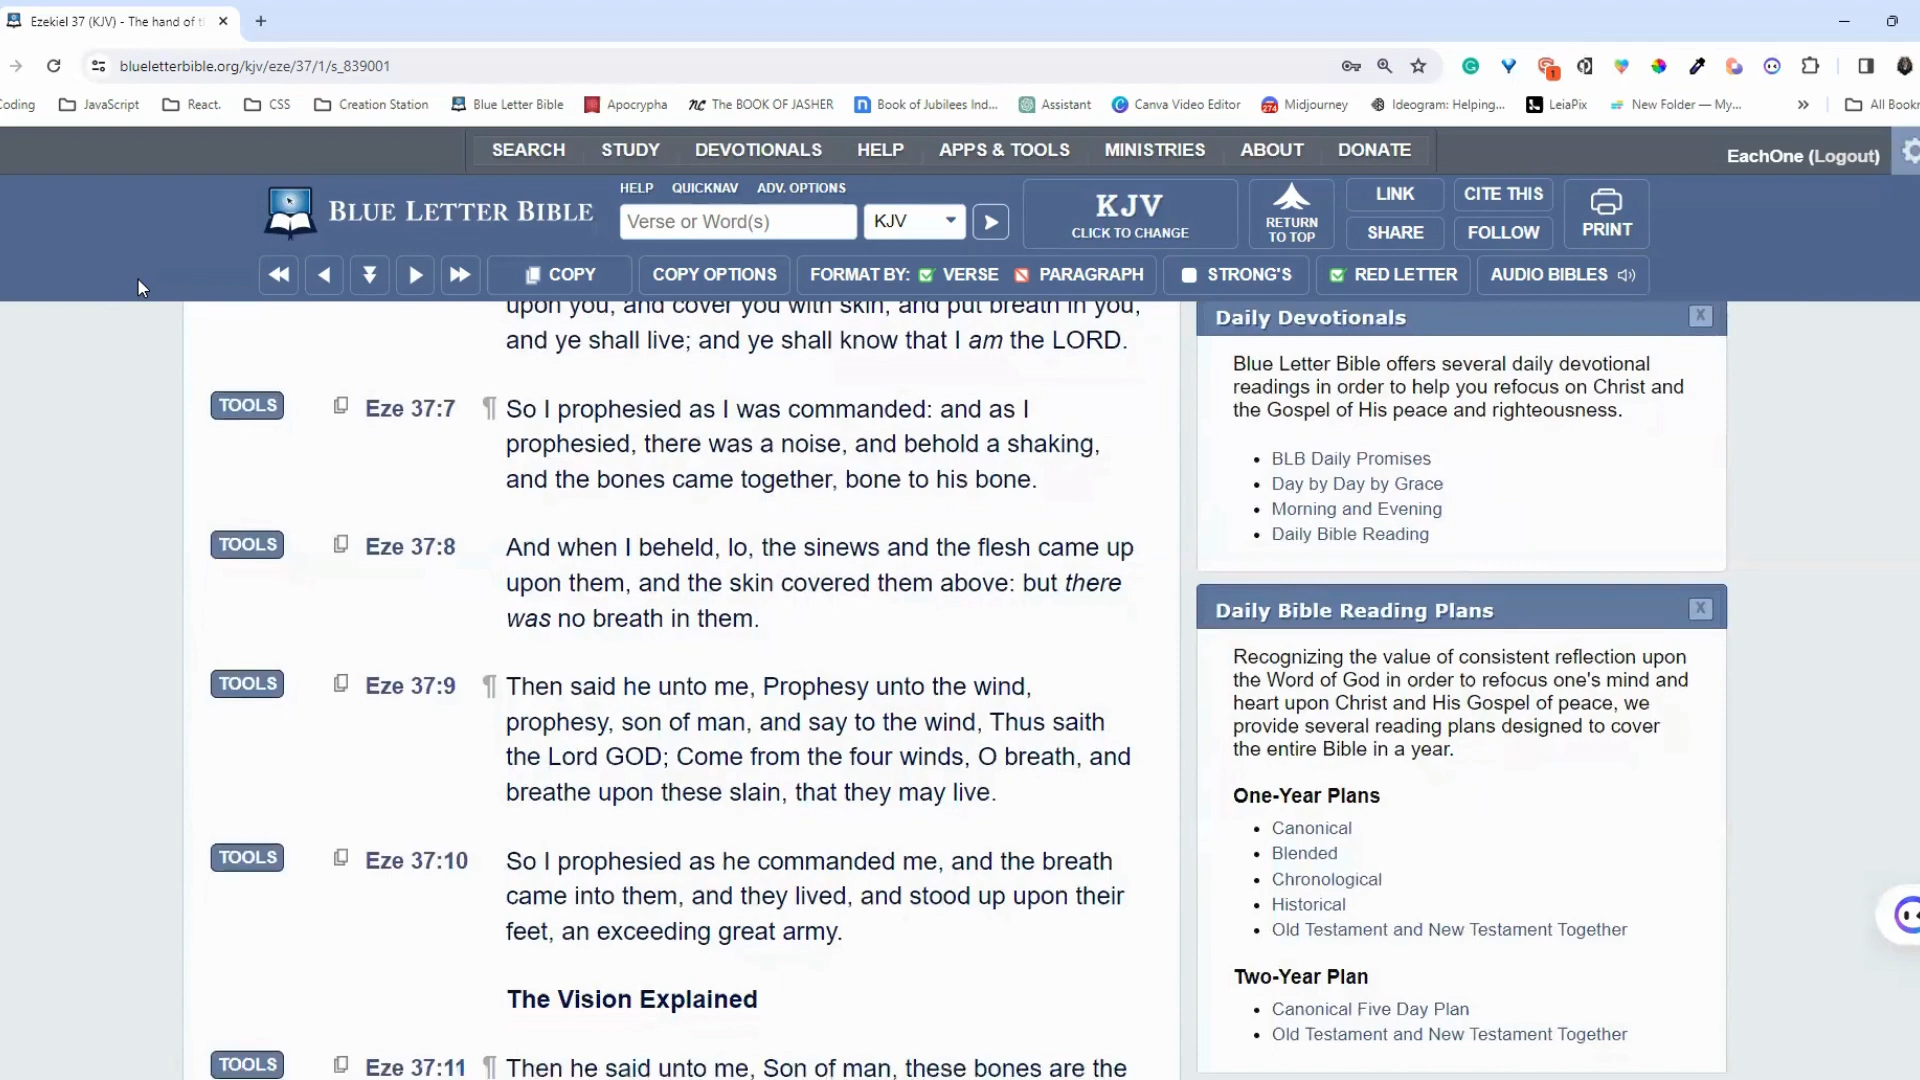 Ezekiel 37 (KJV) - The hand of t
blueletterbible.org/kjv/eze/37/1/s_839001
1
Coding JavaScript React. CSS Creation Station Blue Letter Bible Apocrypha The BOOK OF JASHER Book of Jubilees Ind... Assistant Canva Video Editor Midjourney Ideogram: Helping... LeiaPix New Folder — My... » All Bookm
SEARCH STUDY DEVOTIONALS HELP APPS & TOOLS MINISTRIES ABOUT DONATE
EachOne (Logout)
HELP QUICKNAV ADV. OPTIONS
BLUE LETTER BIBLE
Verse or Word(s) KJV
KJV
CLICK TO CHANGE
RETURN
TO TOP
LINK CITE THIS
SHARE FOLLOW
PRINT
COPY COPY OPTIONS FORMAT BY: VERSE PARAGRAPH STRONG'S RED LETTER AUDIO BIBLES
upon you, and cover you with skin, and put breath in you,
and ye shall live; and ye shall know that I am the LORD.
TOOLS Eze 37:7 ¶ So I prophesied as I was commanded: and as I
prophesied, there was a noise, and behold a shaking,
and the bones came together, bone to his bone.
TOOLS Eze 37:8 And when I beheld, lo, the sinews and the flesh came up
upon them, and the skin covered them above: but there
was no breath in them.
TOOLS Eze 37:9 ¶ Then said he unto me, Prophesy unto the wind,
prophesy, son of man, and say to the wind, Thus saith
the Lord GOD; Come from the four winds, O breath, and
breathe upon these slain, that they may live.
TOOLS Eze 37:10 So I prophesied as he commanded me, and the breath
came into them, and they lived, and stood up upon their
feet, an exceeding great army.
The Vision Explained
TOOLS Eze 37:11 ¶ Then he said unto me, Son of man, these bones are the
Daily Devotionals X
Blue Letter Bible offers several daily devotional
readings in order to help you refocus on Christ and
the Gospel of His peace and righteousness.
• BLB Daily Promises
• Day by Day by Grace
• Morning and Evening
• Daily Bible Reading
Daily Bible Reading Plans X
Recognizing the value of consistent reflection upon
the Word of God in order to refocus one's mind and
heart upon Christ and His Gospel of peace, we
provide several reading plans designed to cover
the entire Bible in a year.
One-Year Plans
• Canonical
• Blended
• Chronological
• Historical
• Old Testament and New Testament Together
Two-Year Plan
• Canonical Five Day Plan
• Old Testament and New Testament Together